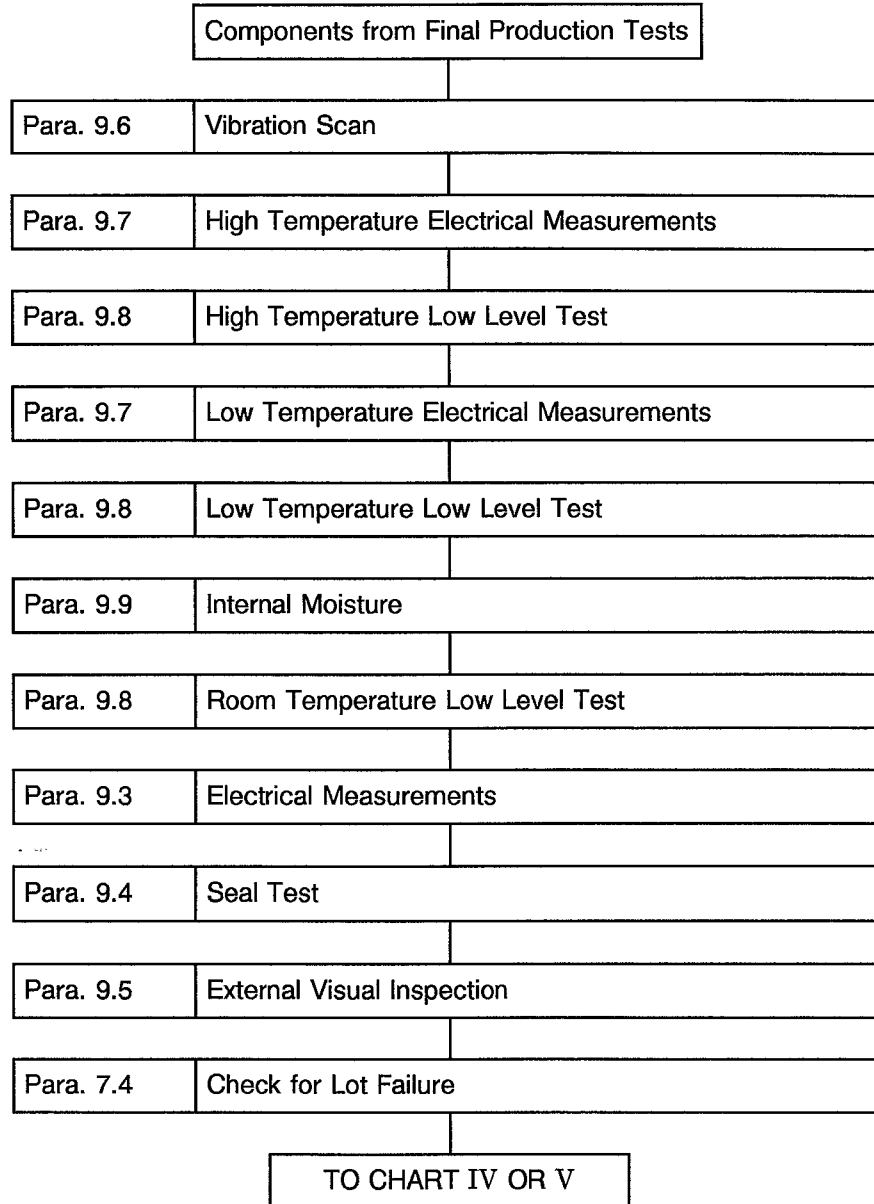 Components from Final Production Tests
Para. 9.6 Vibration Scan
Para. 9.7 High Temperature Electrical Measurements
Para. 9.8 High Temperature Low Level Test
Para. 9.7 Low Temperature Electrical Measurements
Para. 9.8 Low Temperature Low Level Test
Para. 9.9 Internal Moisture
Para. 9.8 Room Temperature Low Level Test
Para. 9.3 Electrical Measurements
Para. 9.4 Seal Test
Para. 9.5 External Visual Inspection
Para. 7.4 Check for Lot Failure
TO CHART IV OR V